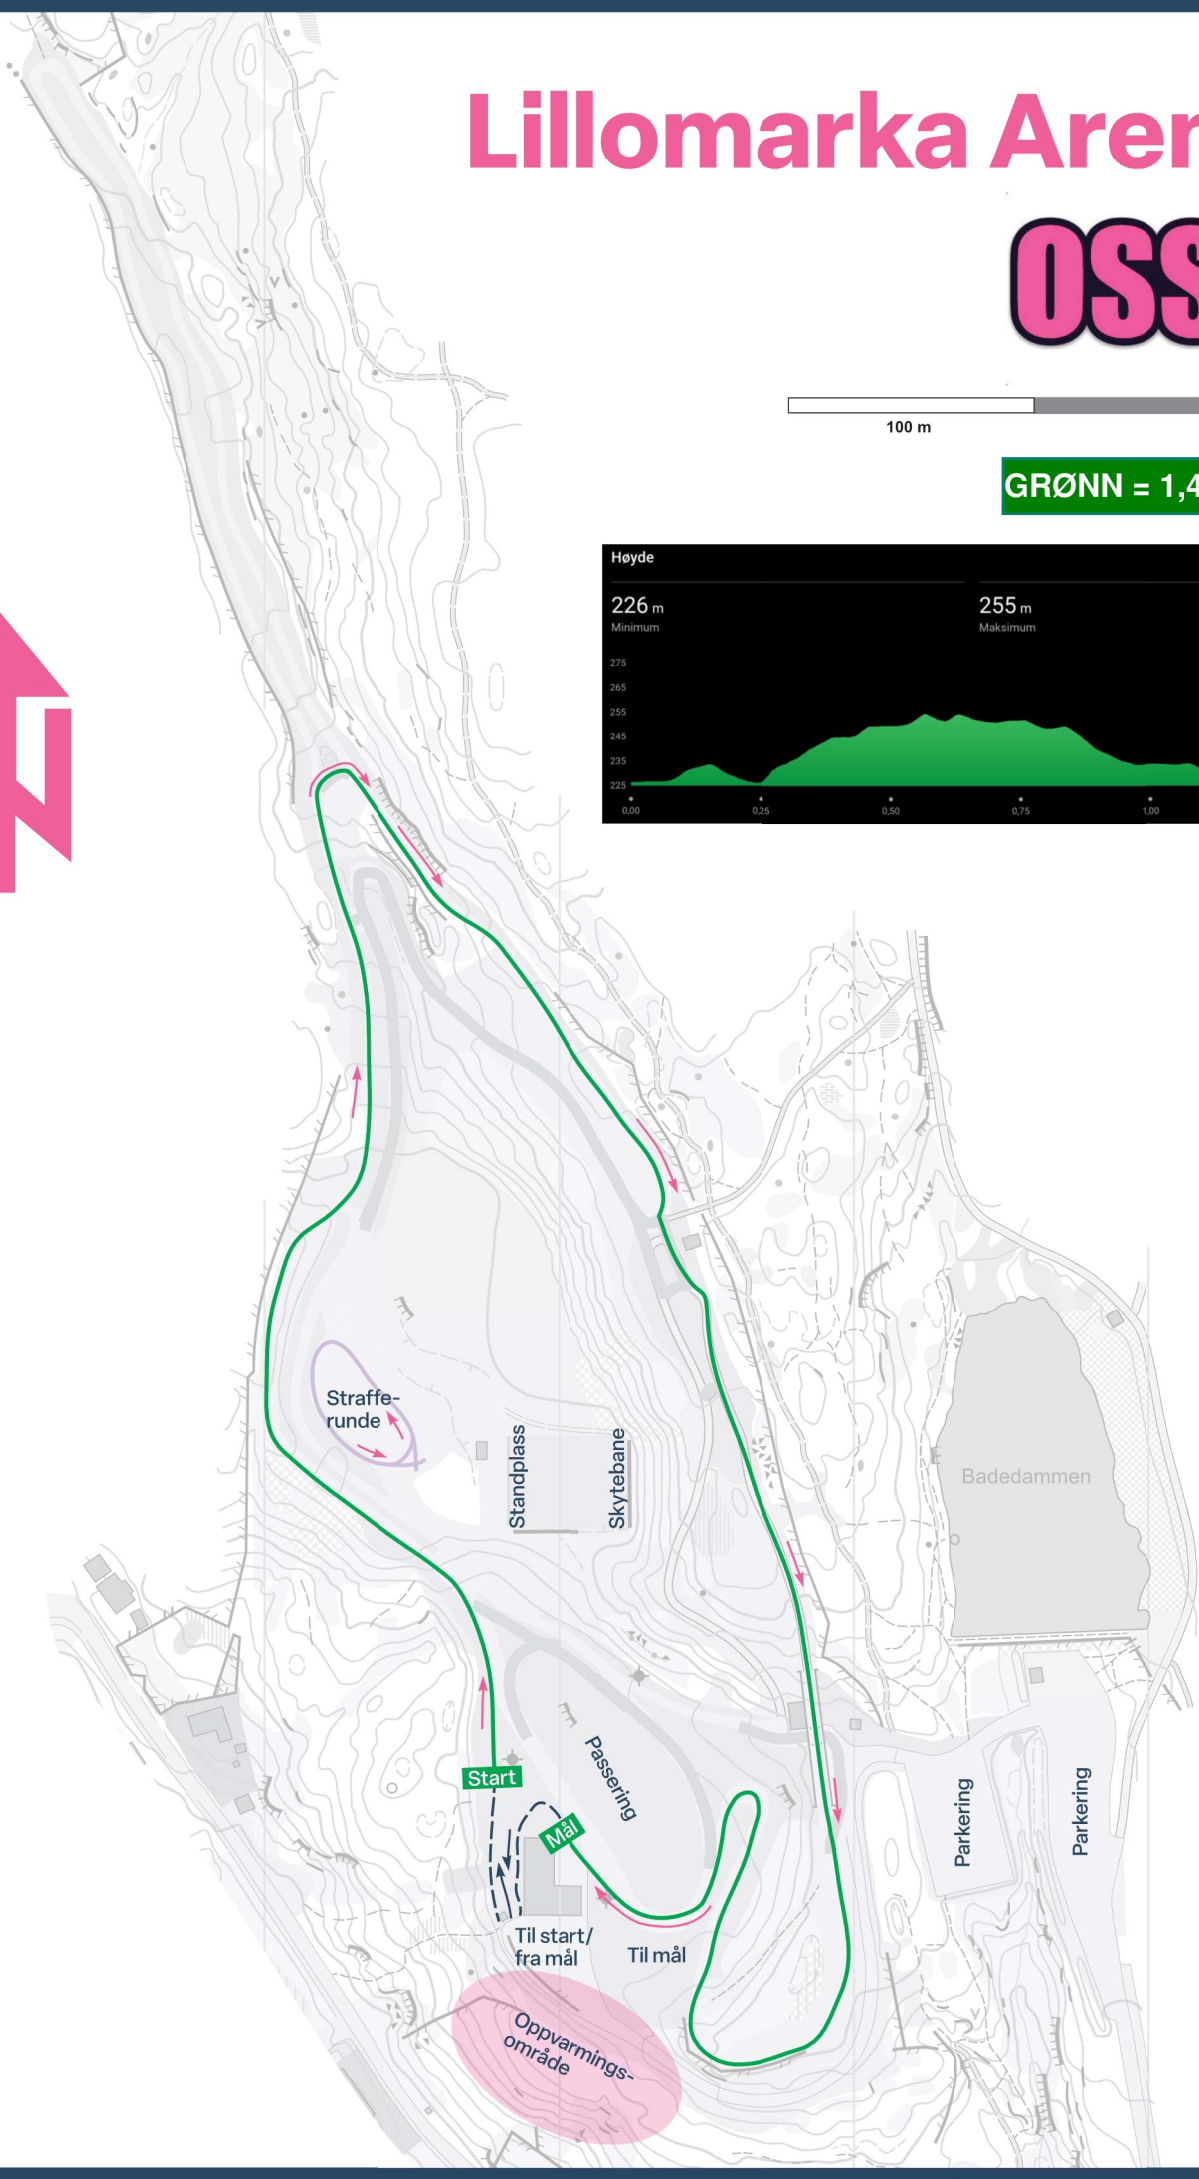 Lillomarka Aren
OSS
100 m
GRØNN = 1,4
Høyde
226 m
255 m
Minimum
Maksimum
275
265
255
245
235
225
0,00
0,25
0,50
0,75
1,00
Straffe-
runde
Standplass
Skytebane
Badedammen
Passering
Start
Mål
Parkering
Parkering
Til start/
fra mål
Til mål
Oppvarmings-
område
N